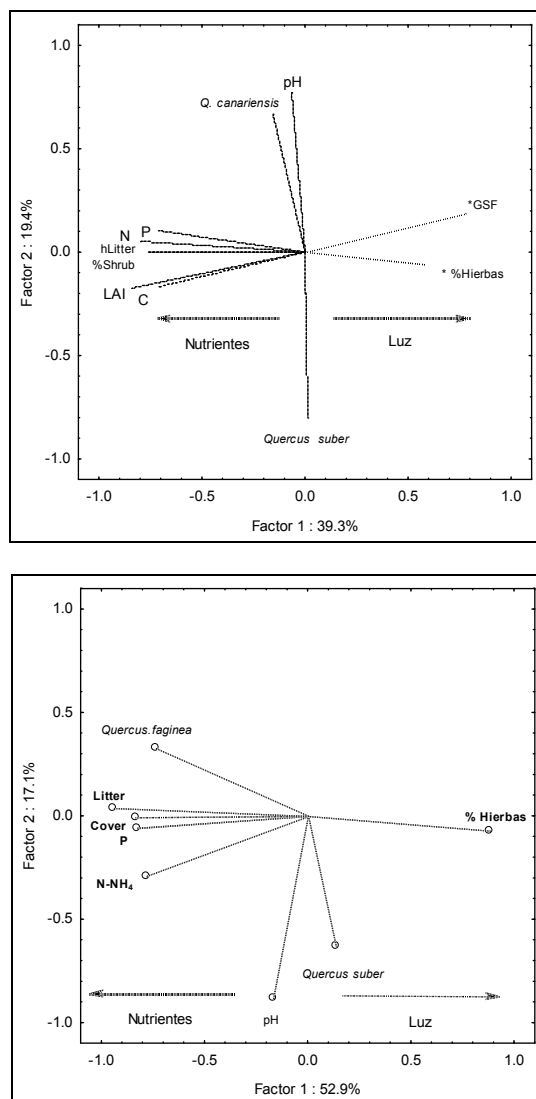 1.0
pH
Q. canariensis
0.5
Factor 2 : 19.4%
P
N
*GSF
hLitter
0.0
%Shrub
* %Hierbas
LAI
C
Nutrientes
Luz
-0.5
Quercus suber
-1.0
-1.0 -0.5 0.0 0.5 1.0
Factor 1 : 39.3%
1.0
0.5
Quercus.faginea
Factor 2 : 17.1%
Litter
0.0
Cover
% Hierbas
P
N-NH4
-0.5
Quercus suber
-1.0
Nutrientes
pH
Luz
-1.0 -0.5 0.0 0.5 1.0
Factor 1 : 52.9%